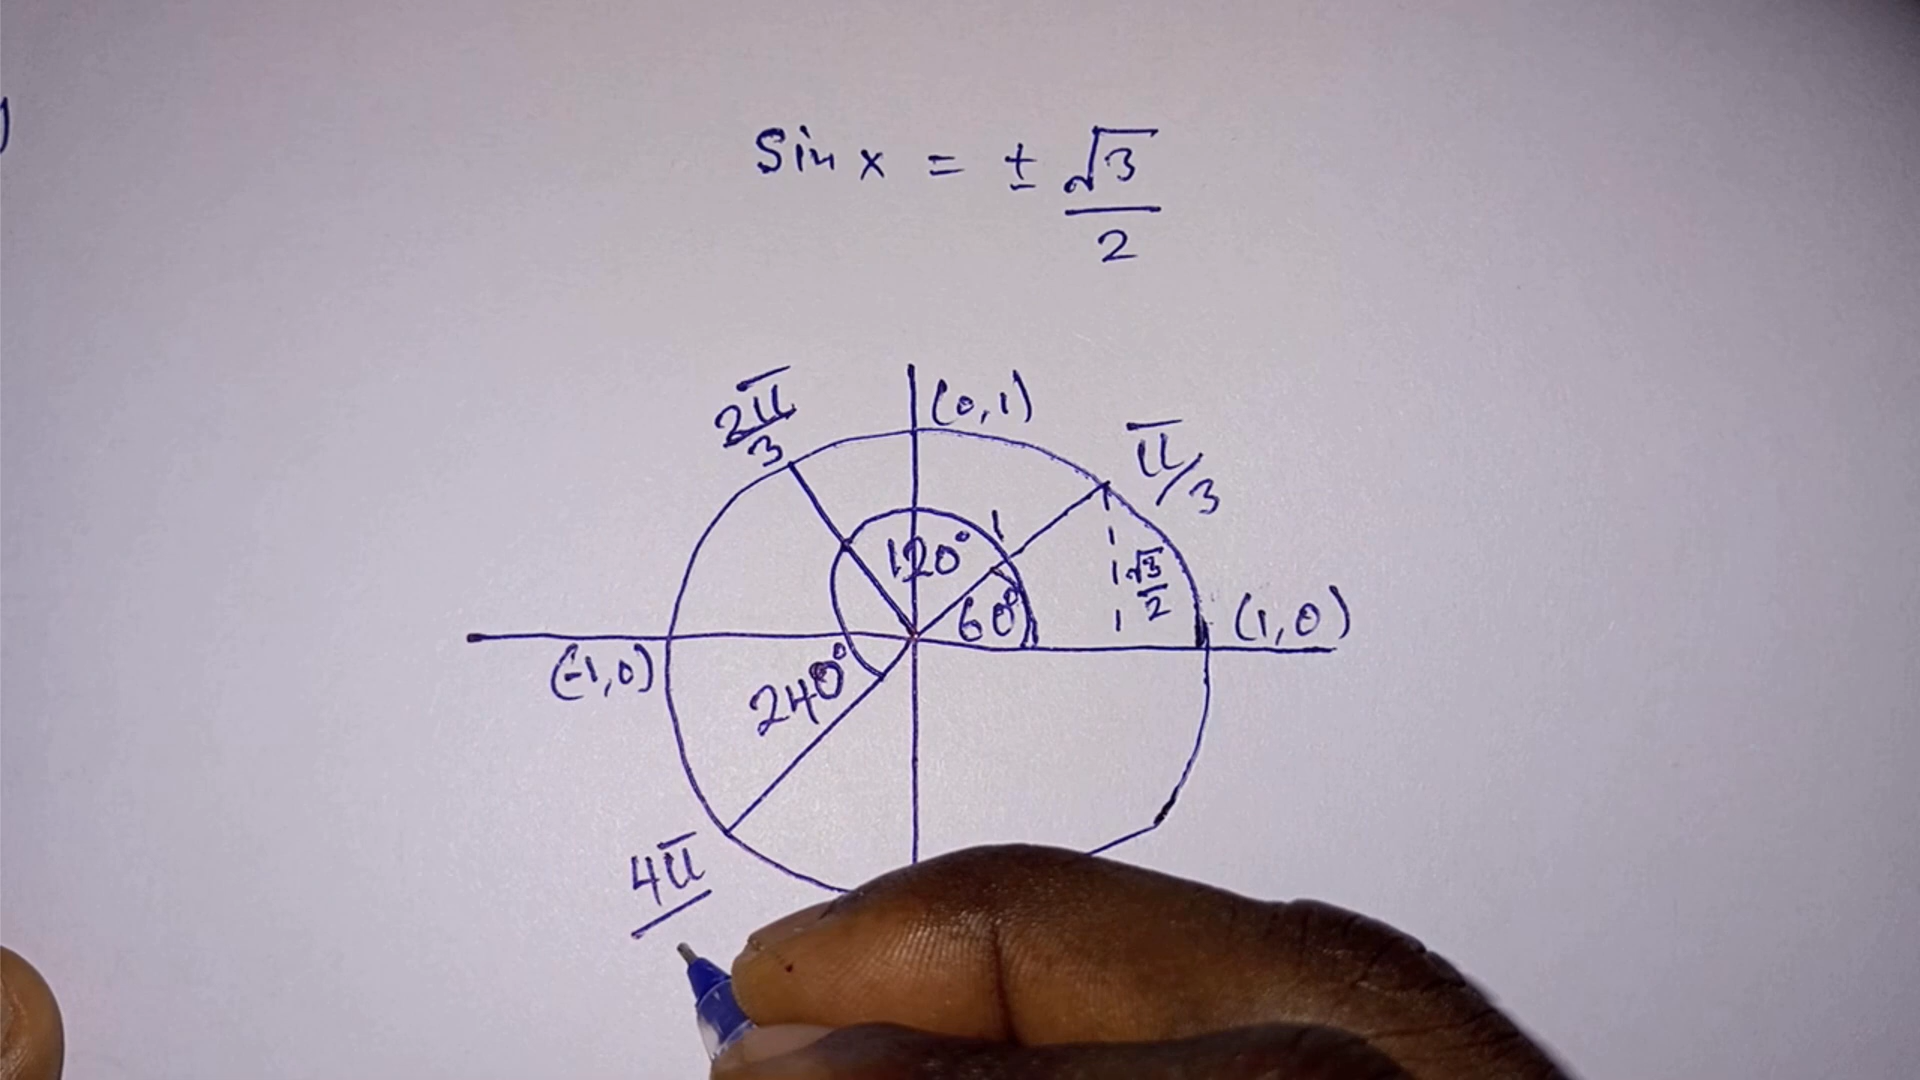 Sin x = ± √3/2
(0,1)
2π/3
π/3
1
120°
60°
√3/2
(1,0)
(-1,0)
240°
4π